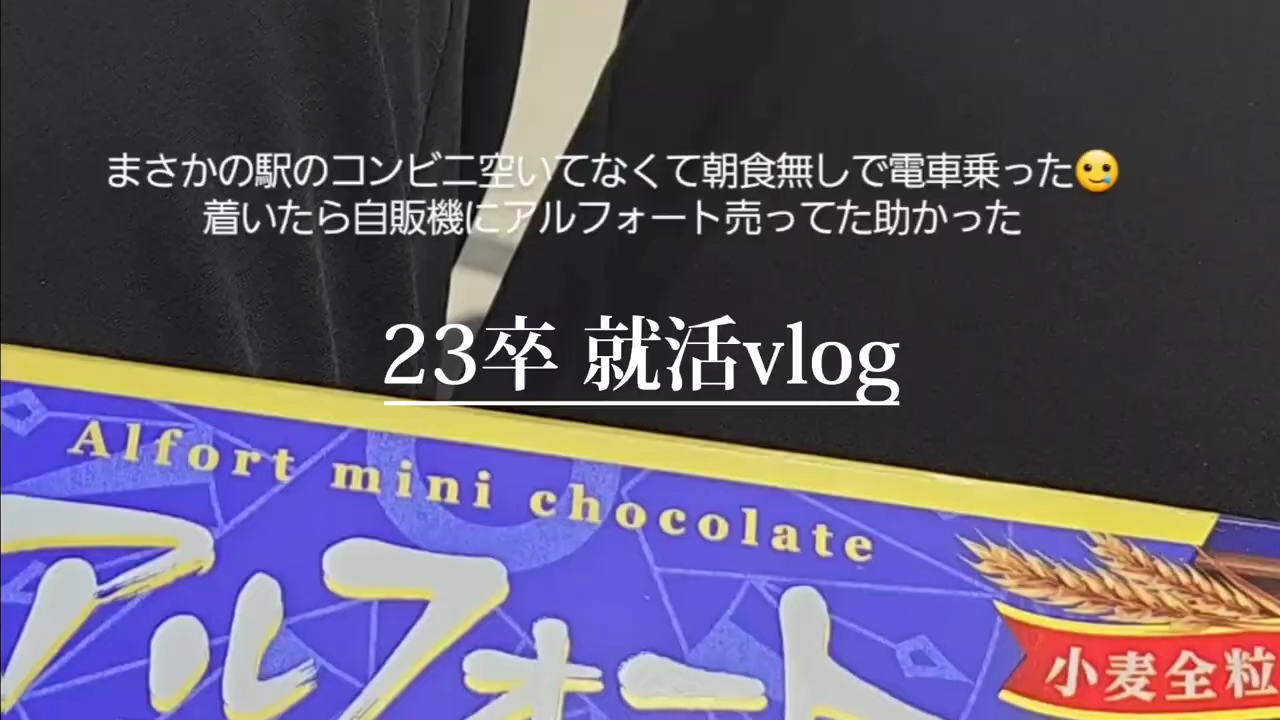 まさかの駅のコンビニ空いてなくて朝食無しで電車乗った🥲
着いたら自販機にアルフォート売ってた助かった
23卒 就活vlog
Alfort mini chocolate
アルフォート
小麦全粒